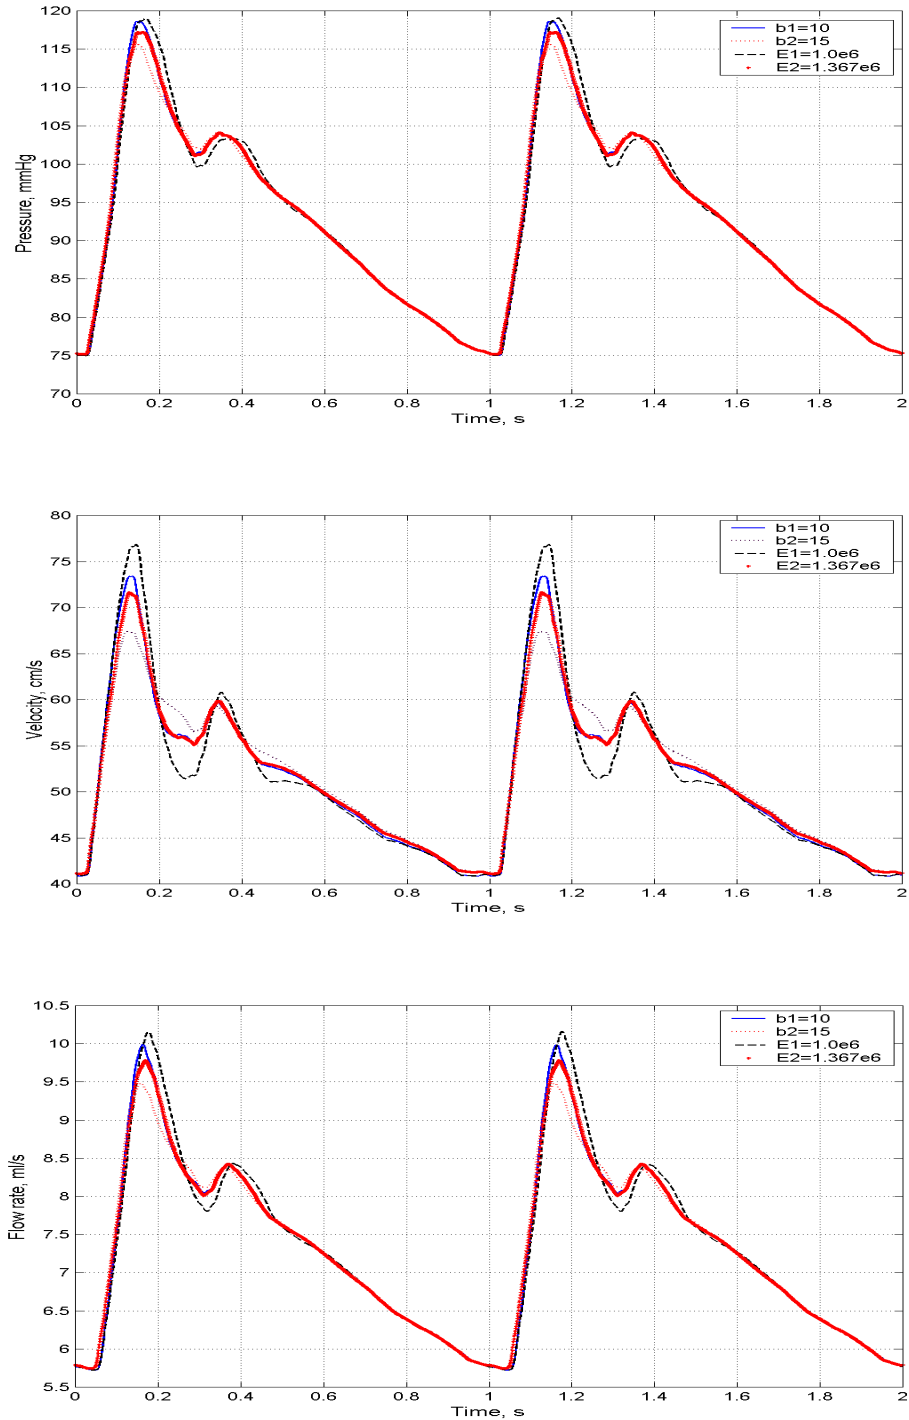 120
115
110
105
100
95
90
85
80
75
70
Pressure, mmHg
b1=10
b2=15
E1=1.0e6
E2=1.367e6
0 0.2 0.4 0.6 0.8 1 1.2 1.4 1.6 1.8 2
Time, s
80
75
70
65
60
55
50
45
40
Velocity, cm/s
b1=10
b2=15
E1=1.0e6
E2=1.367e6
0 0.2 0.4 0.6 0.8 1 1.2 1.4 1.6 1.8 2
Time, s
10.5
10
9.5
9
8.5
8
7.5
7
6.5
6
5.5
Flow rate, ml/s
b1=10
b2=15
E1=1.0e6
E2=1.367e6
0 0.2 0.4 0.6 0.8 1 1.2 1.4 1.6 1.8 2
Time, s